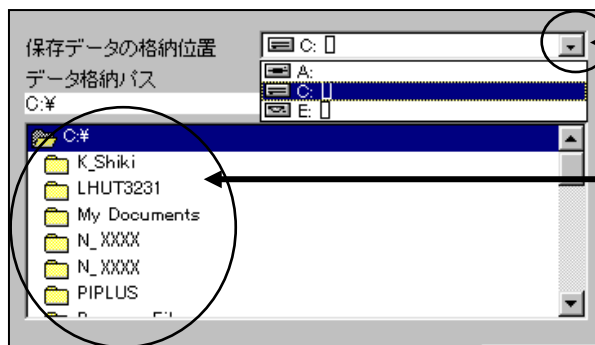 保存データの格納位置
C: []
データ格納パス
A:
C: []
E: []
C:¥
C:¥
K_Shiki
LHUT3231
My Documents
N_XXXX
N_XXXX
PIPLUS